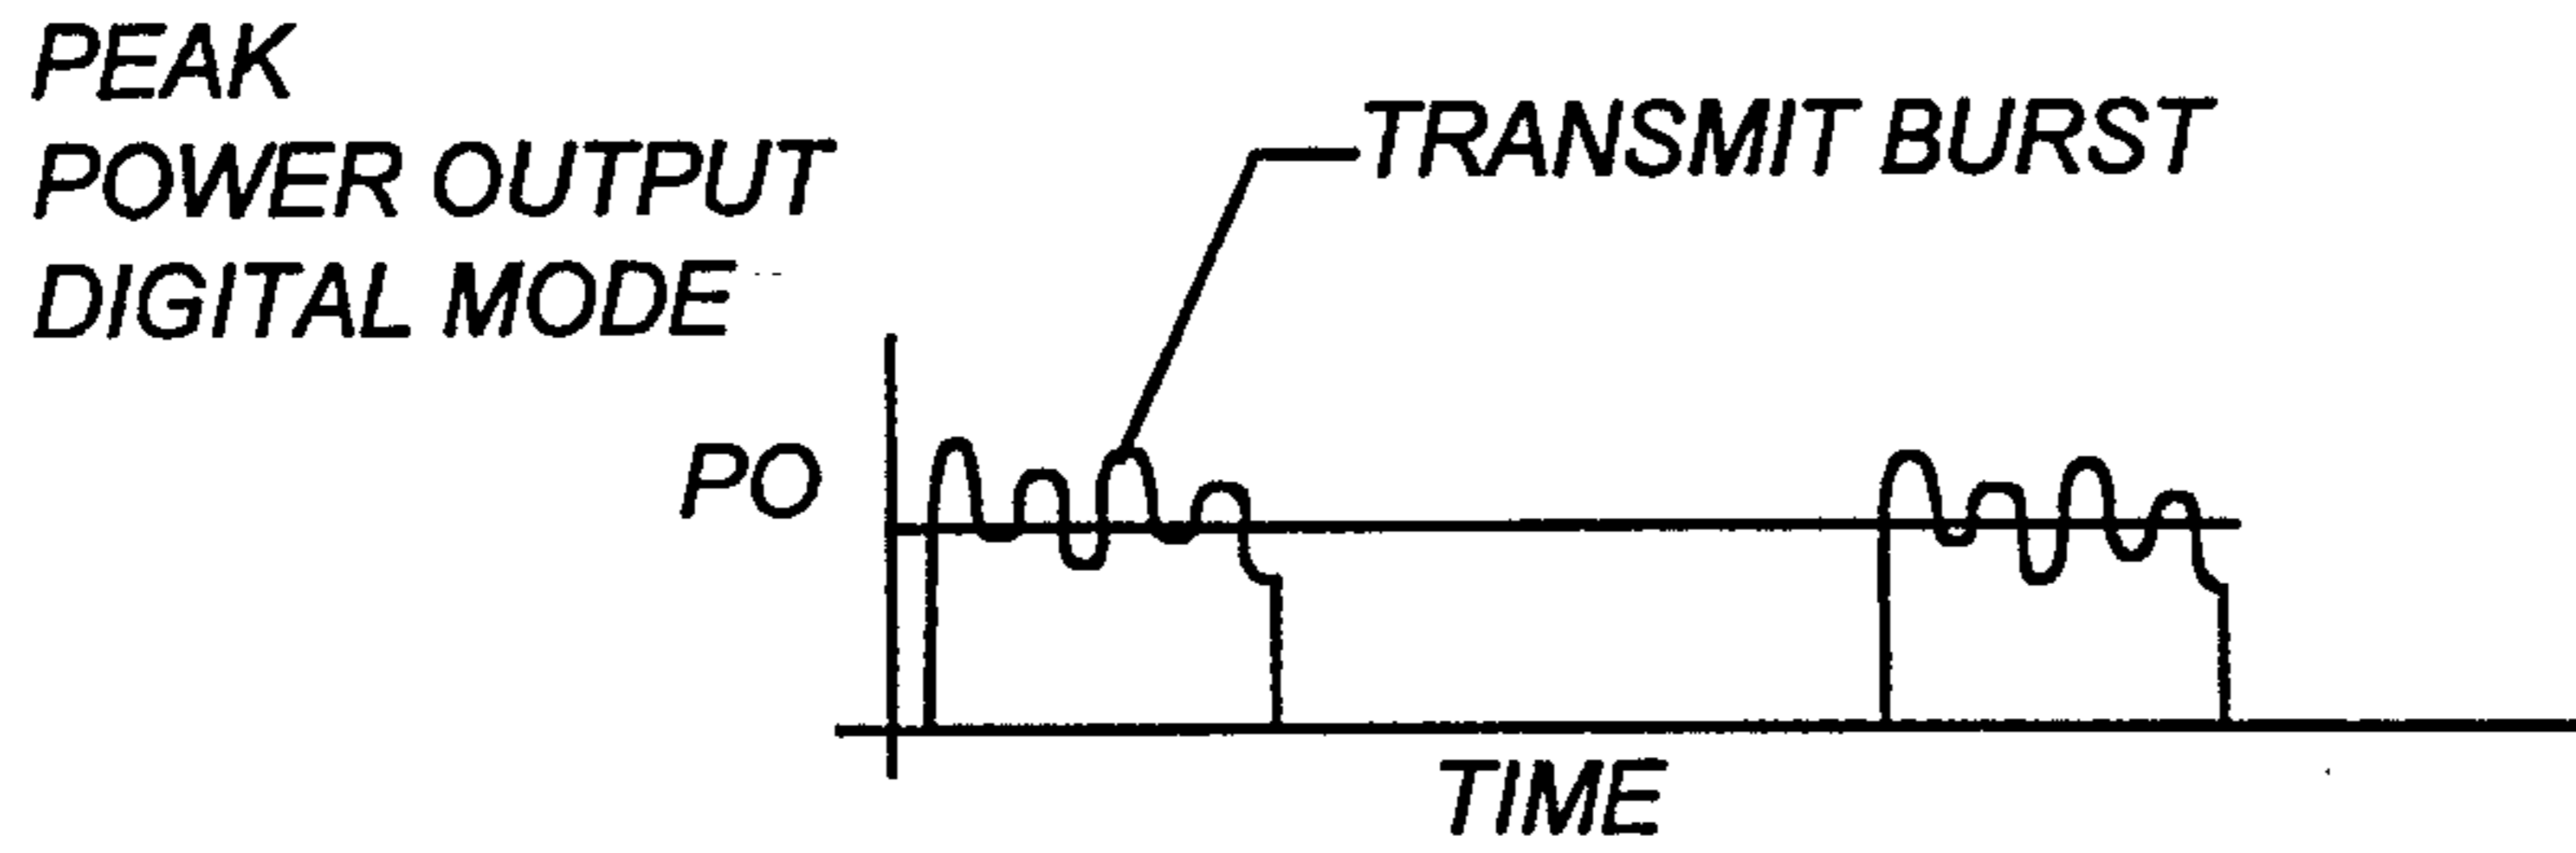 PEAK
POWER OUTPUT
DIGITAL MODE
TRANSMIT BURST
PO
TIME